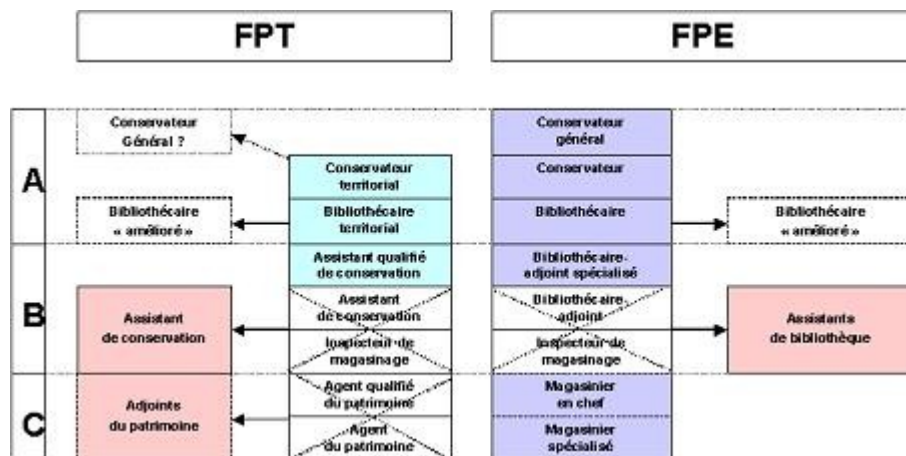 FPT
FPE
A
Conservateur
Général ?
Conservateur
territorial
Bibliothécaire
« amélioré »
Bibliothécaire
territorial
Conservateur
général
Conservateur
Bibliothécaire
Bibliothécaire
« amélioré »
B
Assistant qualifié
de conservation
Assistant
de conservation
Assistant
de conservation
Inspecteur de
magasinage
Bibliothécaire-
adjoint spécialisé
Bibliothécaire-
adjoint
Inspecteur de
magasinage
Assistants
de bibliothèque
C
Adjoints
du patrimoine
Agent qualifié
du patrimoine
Agent
du patrimoine
Magasinier
en chef
Magasinier
spécialisé